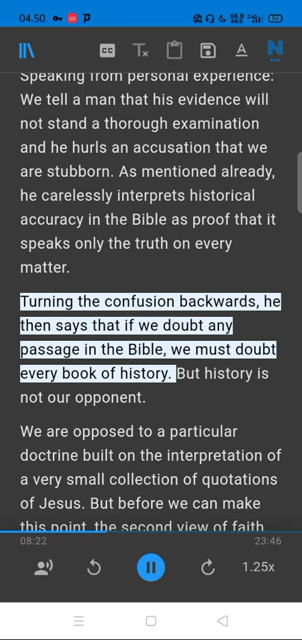 04.50
CC
Speaking from personal experience:
We tell a man that his evidence will
not stand a thorough examination
and he hurls an accusation that we
are stubborn. As mentioned already,
he carelessly interprets historical
accuracy in the Bible as proof that it
speaks only the truth on every
matter.
Turning the confusion backwards, he
then says that if we doubt any
passage in the Bible, we must doubt
every book of history. But history is
not our opponent.
We are opposed to a particular
doctrine built on the interpretation of
a very small collection of quotations
of Jesus. But before we can make
this point, the second view of faith
08:22
23:46
1.25x